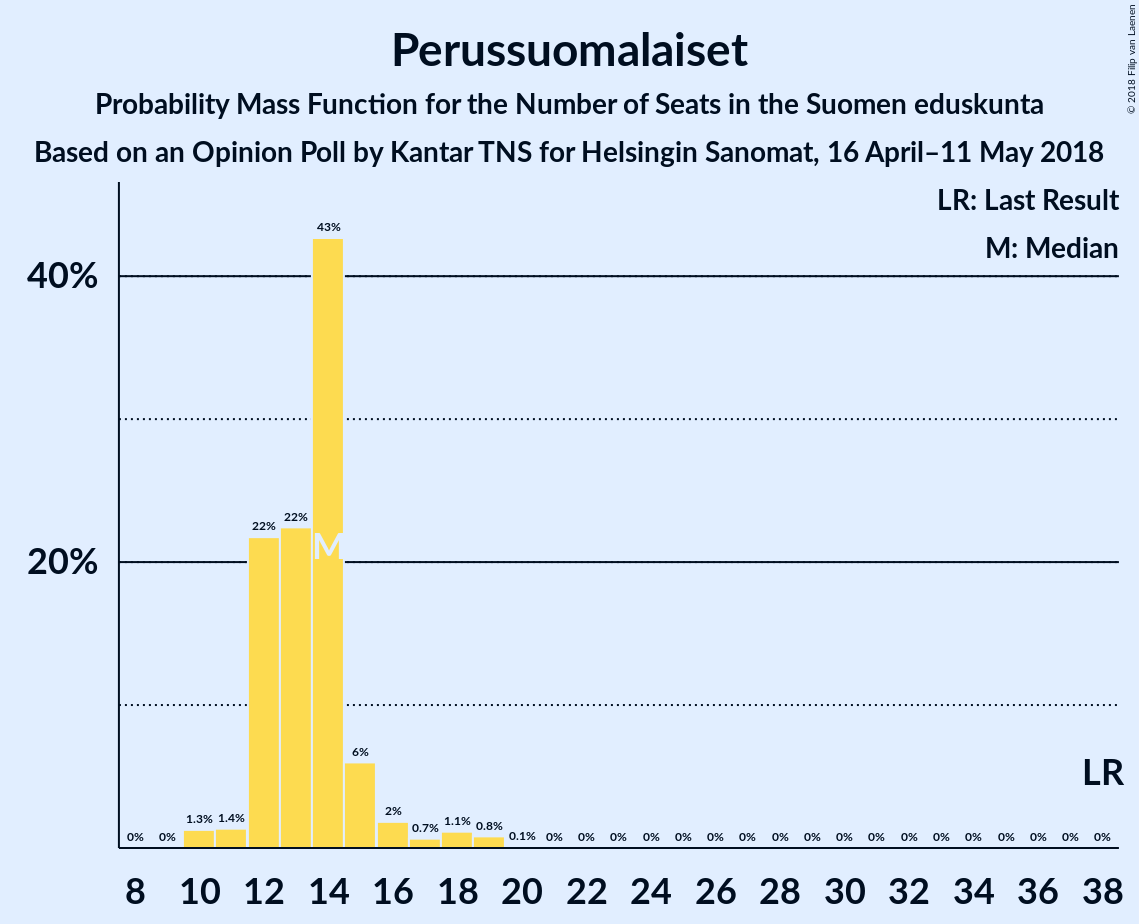 Perussuomalaiset
Probability Mass Function for the Number of Seats in the Suomen eduskunta
Based on an Opinion Poll by Kantar TNS for Helsingin Sanomat, 16 April–11 May 2018
© 2018 Filip van Laenen
LR: Last Result
M: Median
40%
20%
0% 0% 1.3% 1.4% 22% 22% 43% 6% 2% 0.7% 1.1% 0.8% 0.1% 0% 0% 0% 0% 0% 0% 0% 0% 0% 0% 0% 0% 0% 0% 0% 0% 0% 0%
M
LR
8 10 12 14 16 18 20 22 24 26 28 30 32 34 36 38